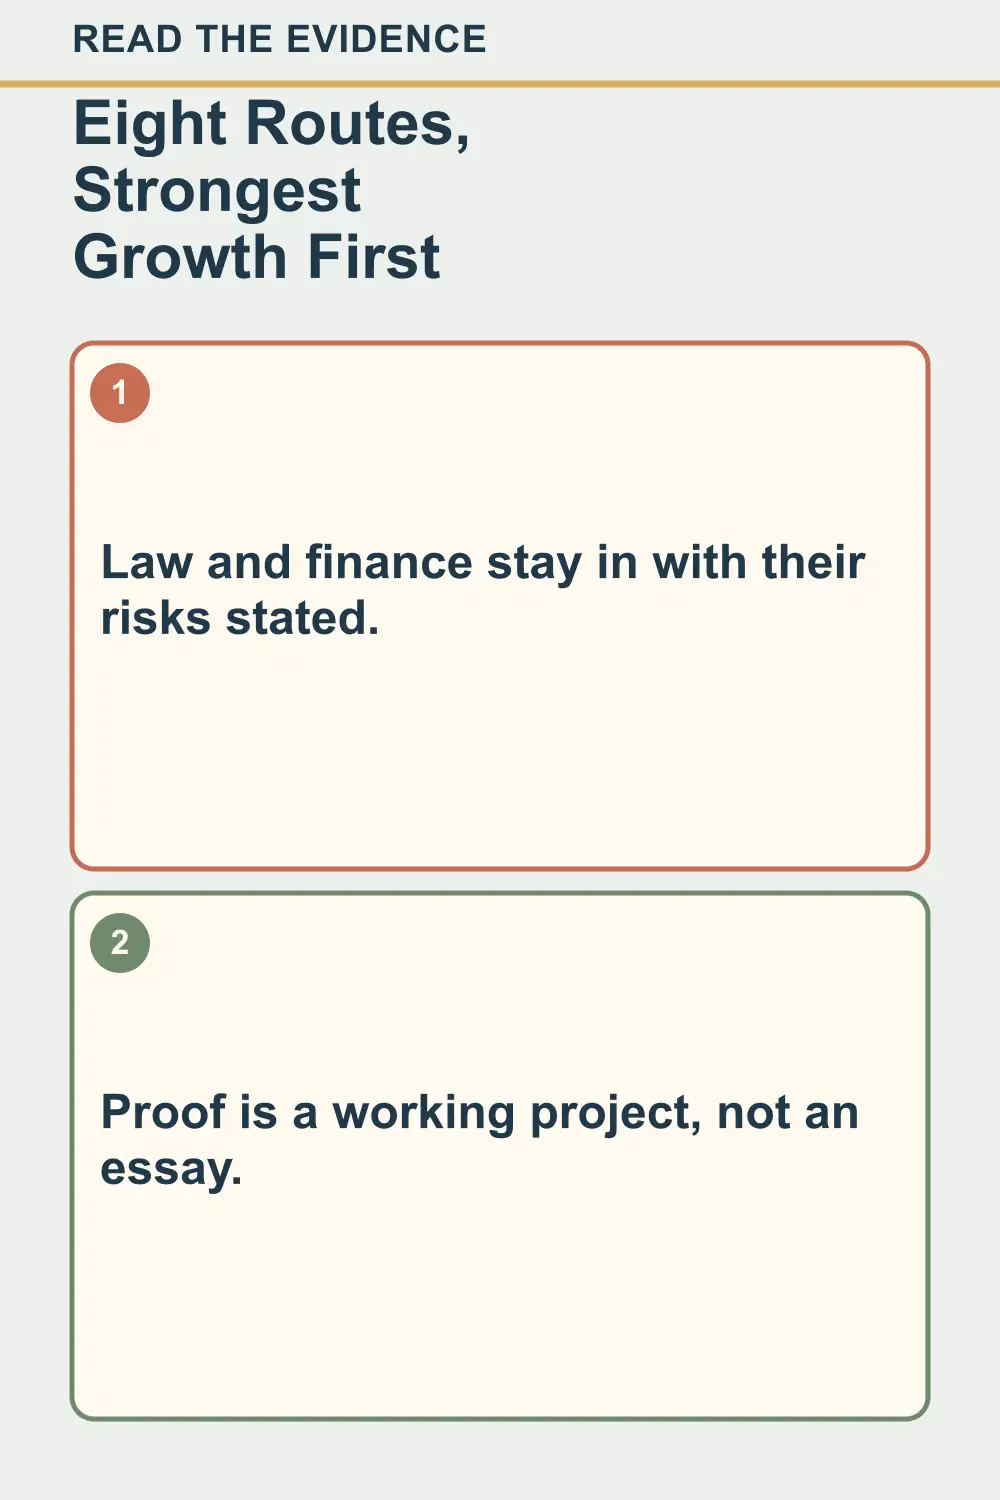 READ THE EVIDENCE
Eight Routes,
Strongest
Growth First
1
Law and finance stay in with their
risks stated.
2
Proof is a working project, not an
essay.